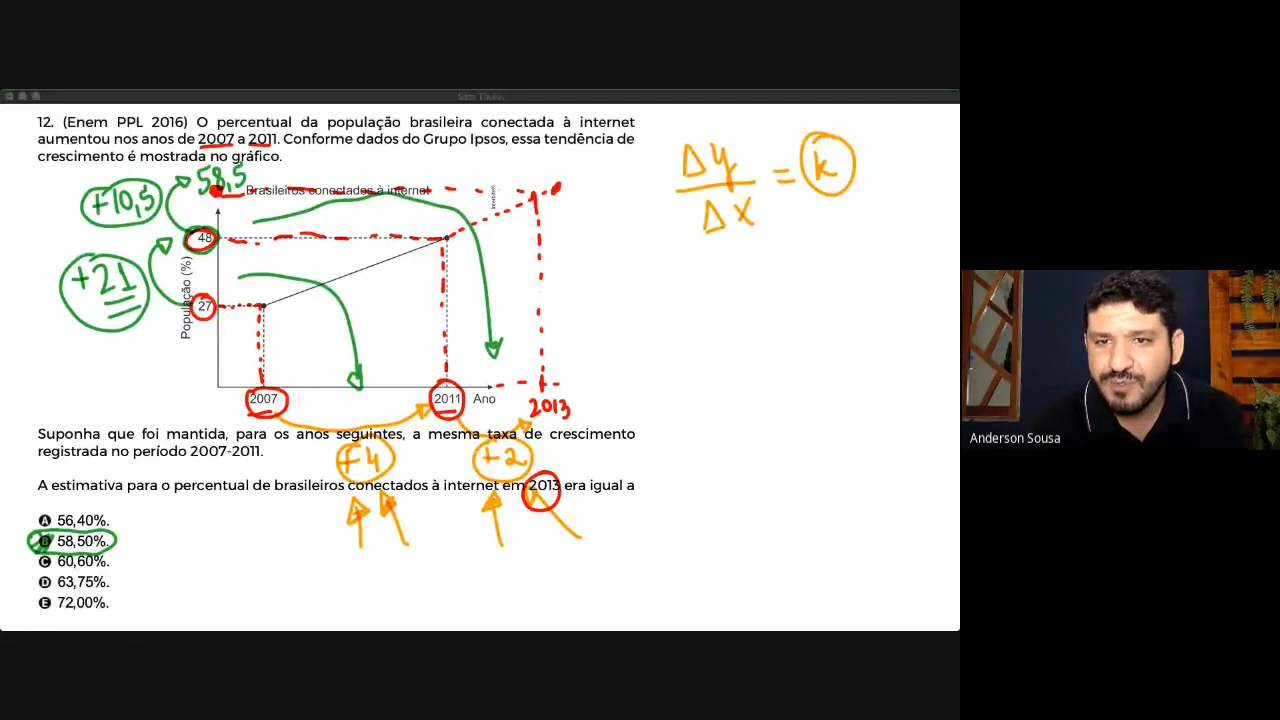 12. (Enem PPL 2016) O percentual da população brasileira conectada à internet
aumentou nos anos de 2007 a 2011. Conforme dados do Grupo Ipsos, essa tendência de
crescimento é mostrada no gráfico.
58,5
Brasileiros conectados à internet
+10,5
48
+21
27
População (%)
2007
2011
Ano
2013
Suponha que foi mantida, para os anos seguintes, a mesma taxa de crescimento
registrada no período 2007-2011.
+4
+2
A estimativa para o percentual de brasileiros conectados à internet em 2013 era igual a
A 56,40%.
B 58,50%.
C 60,60%.
D 63,75%.
E 72,00%.
Δy
ΔX
= k
Anderson Sousa